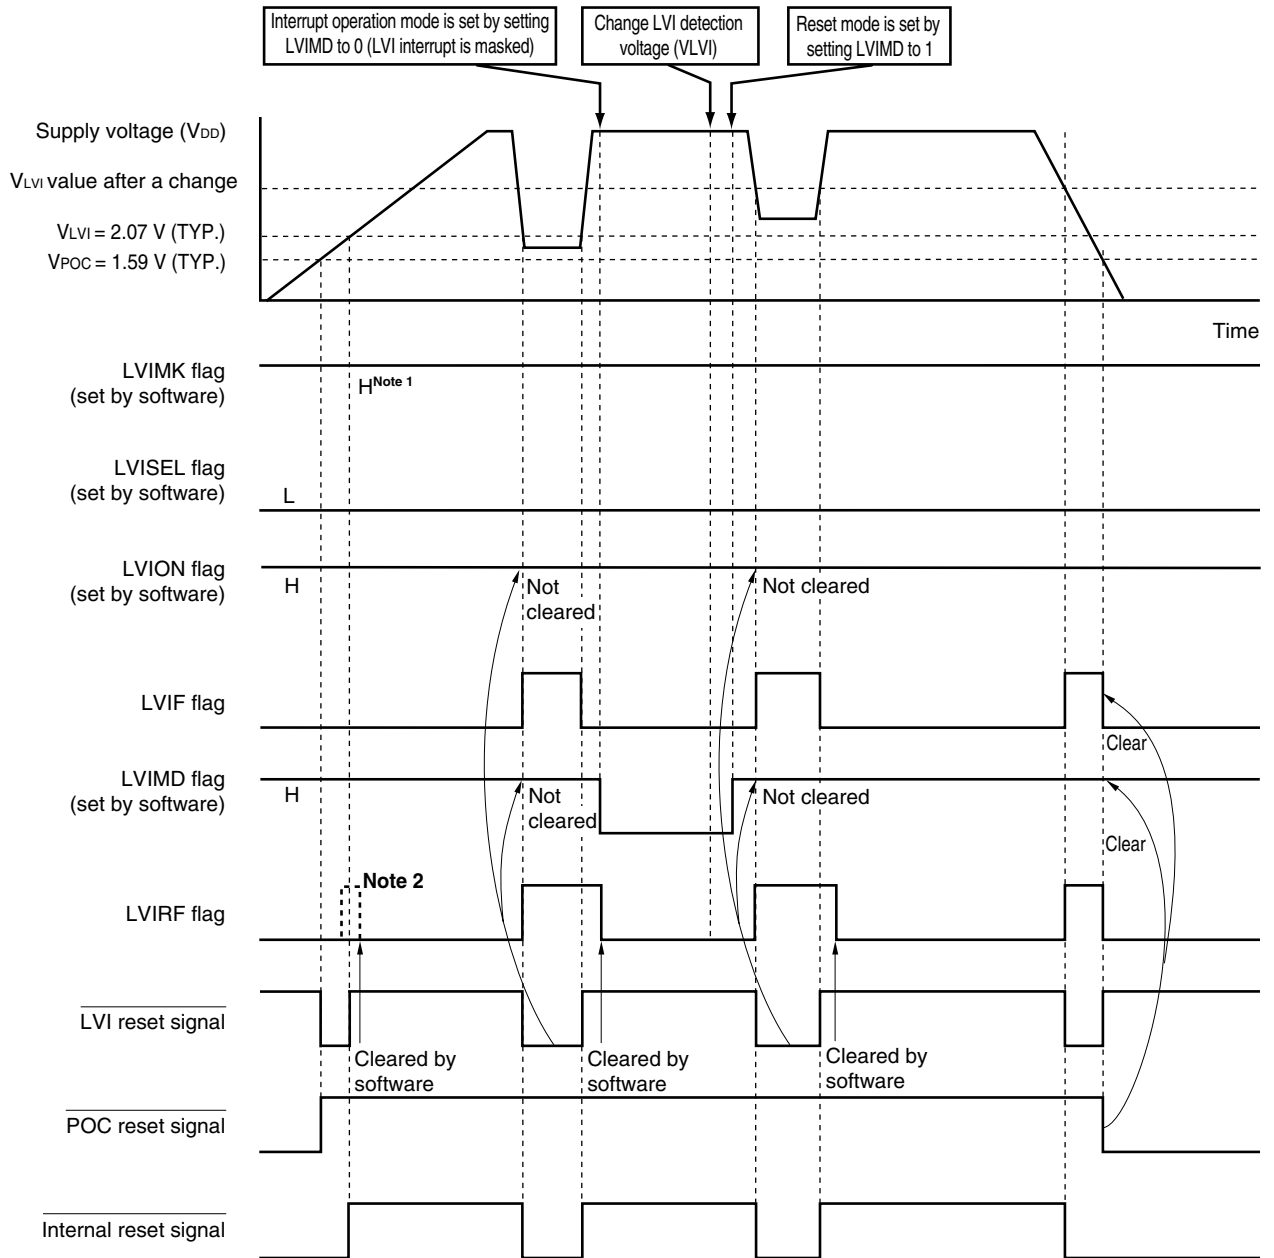 Interrupt operation mode is set by setting
LVIMD to 0 (LVI interrupt is masked)
Change LVI detection
voltage (VLVI)
Reset mode is set by
setting LVIMD to 1
Supply voltage (VDD)
VLVI value after a change
VLVI = 2.07 V (TYP.)
VPOC = 1.59 V (TYP.)
Time
LVIMK flag
(set by software)
H Note 1
LVISEL flag
(set by software)
L
LVION flag
(set by software)
H
Not
cleared
Not cleared
LVIF flag
Clear
LVIMD flag
(set by software)
H
Not
cleared
Not cleared
Clear
Note 2
LVIRF flag
LVI reset signal
Cleared by
software
Cleared by
software
Cleared by
software
POC reset signal
Internal reset signal